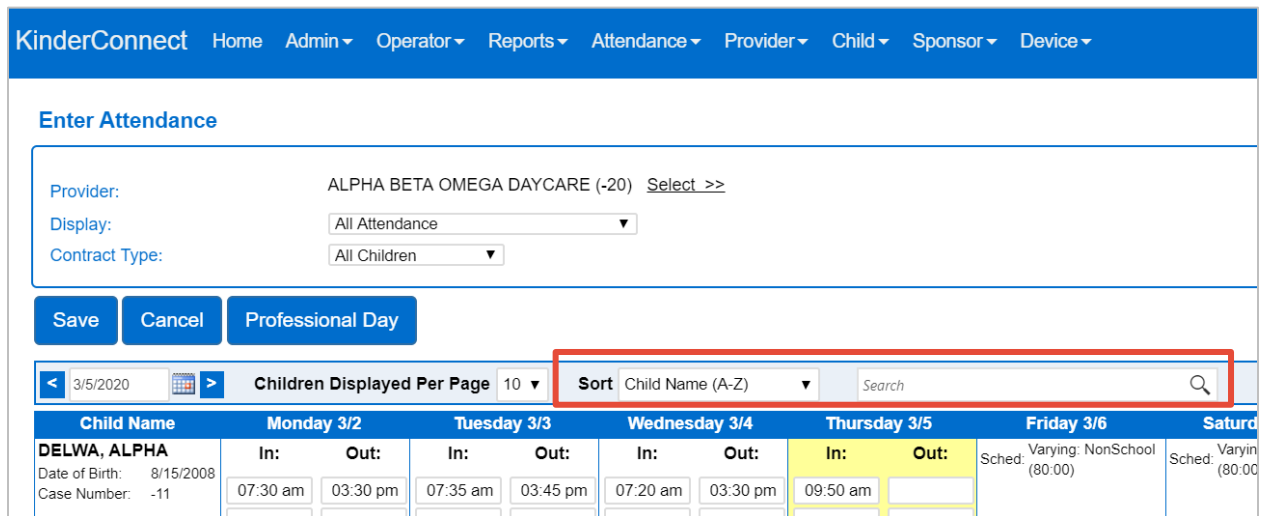 KinderConnect Home Admin Operator Reports Attendance Provider Child Sponsor Device
Enter Attendance
Provider: ALPHA BETA OMEGA DAYCARE (-20) Select >>
Display: All Attendance
Contract Type: All Children
Save Cancel Professional Day
< 3/5/2020 > Children Displayed Per Page 10 Sort Child Name (A-Z) Search
Child Name Monday 3/2 Tuesday 3/3 Wednesday 3/4 Thursday 3/5 Friday 3/6 Saturd
DELWA, ALPHA In: Out: In: Out: In: Out: In: Out: Sched: Varying: NonSchool Sched: Varyin
Date of Birth: 8/15/2008 (80:00) (80:00
Case Number: -11 07:30 am 03:30 pm 07:35 am 03:45 pm 07:20 am 03:30 pm 09:50 am